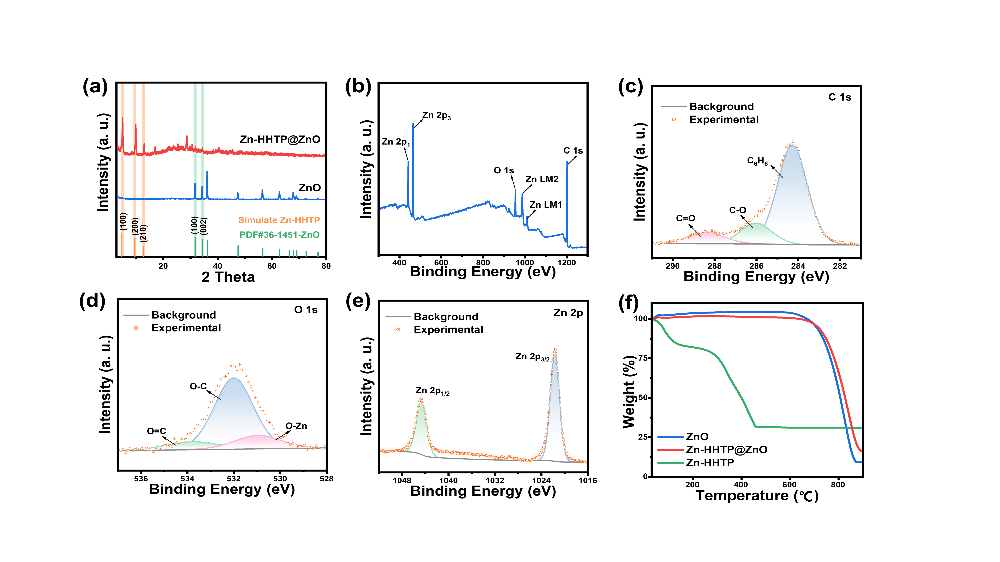 (a)
Intensity (a. u.)
Zn-HHTP@ZnO
ZnO
Simulate Zn-HHTP
PDF#36-1451-ZnO
(100)
(200)
(210)
(100)
(002)
20 40 60 80
2 Theta
(b)
Intensity (a. u.)
Zn 2p3
Zn 2p1
C 1s
O 1s
Zn LM2
Zn LM1
400 600 800 1000 1200
Binding Energy (eV)
(c)
C 1s
Background
Experimental
Intensity (a. u.)
C6H6
C-O
C=O
290 288 286 284 282
Binding Energy (eV)
(d)
O 1s
Background
Experimental
Intensity (a. u.)
O-C
O=C
O-Zn
536 534 532 530 528
Binding Energy (eV)
(e)
Zn 2p
Background
Experimental
Intensity (a. u.)
Zn 2p3/2
Zn 2p1/2
1048 1040 1032 1024 1016
Binding Energy (eV)
(f)
100
75
50
25
0
Weight (%)
ZnO
Zn-HHTP@ZnO
Zn-HHTP
200 400 600 800
Temperature (℃)